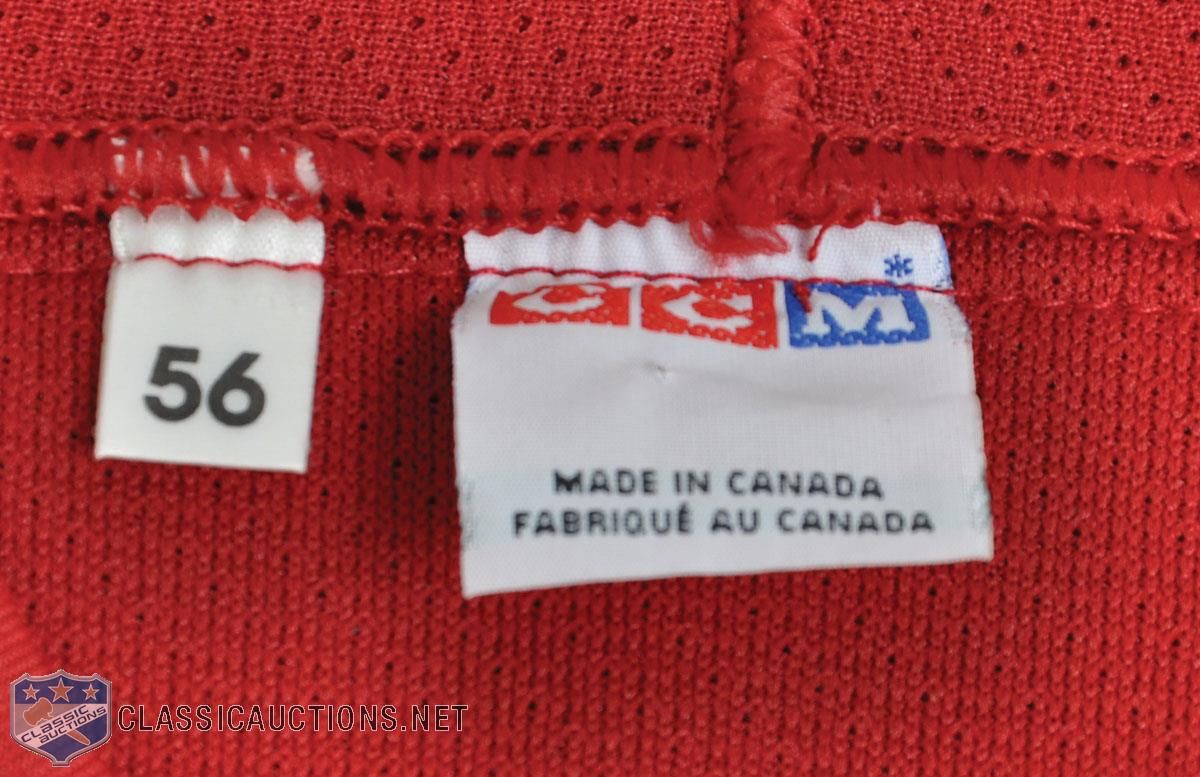 CCM*
56
MADE IN CANADA
FABRIQUÉ AU CANADA
CLASSIC
AUCTIONS
CLASSICAUCTIONS.NET